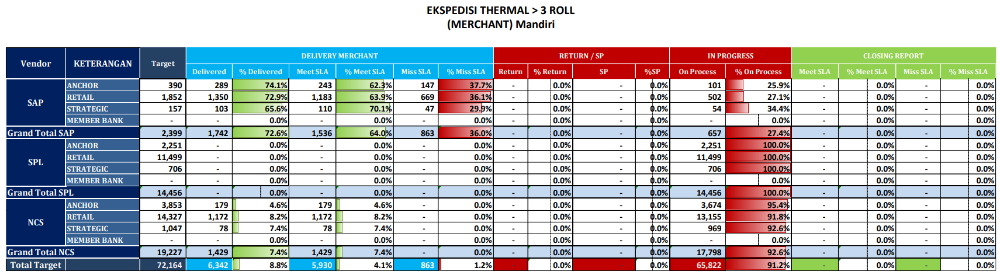 EKSPEDISI THERMAL > 3 ROLL
(MERCHANT) Mandiri
Vendor KETERANGAN Target DELIVERY MERCHANT RETURN / SP IN PROGRESS CLOSING REPORT
Delivered % Delivered Meet SLA % Meet SLA Miss SLA % Miss SLA Return % Return SP %SP On Process % On Process Meet SLA % Meet SLA Miss SLA % Miss SLA
SAP
ANCHOR 390 289 74.1% 243 62.3% 147 37.7% - 0.0% - 0.0% 101 25.9% - 0.0% - 0.0%
RETAIL 1,852 1,350 72.9% 1,183 63.9% 669 36.1% - 0.0% - 0.0% 502 27.1% - 0.0% - 0.0%
STRATEGIC 157 103 65.6% 110 70.1% 47 29.9% - 0.0% - 0.0% 54 34.4% - 0.0% - 0.0%
MEMBER BANK - - 0.0% - 0.0% - 0.0% - 0.0% - 0.0% - 0.0% - 0.0% - 0.0%
Grand Total SAP 2,399 1,742 72.6% 1,536 64.0% 863 36.0% - 0.0% - 0.0% 657 27.4% - 0.0% - 0.0%
SPL
ANCHOR 2,251 - 0.0% - 0.0% - 0.0% - 0.0% - 0.0% 2,251 100.0% - 0.0% - 0.0%
RETAIL 11,499 - 0.0% - 0.0% - 0.0% - 0.0% - 0.0% 11,499 100.0% - 0.0% - 0.0%
STRATEGIC 706 - 0.0% - 0.0% - 0.0% - 0.0% - 0.0% 706 100.0% - 0.0% - 0.0%
MEMBER BANK - - 0.0% - 0.0% - 0.0% - 0.0% - 0.0% - 0.0% - 0.0% - 0.0%
Grand Total SPL 14,456 - 0.0% - 0.0% - 0.0% - 0.0% - 0.0% 14,456 100.0% - 0.0% - 0.0%
NCS
ANCHOR 3,853 179 4.6% 179 4.6% - 0.0% - 0.0% - 0.0% 3,674 95.4% - 0.0% - 0.0%
RETAIL 14,327 1,172 8.2% 1,172 8.2% - 0.0% - 0.0% - 0.0% 13,155 91.8% - 0.0% - 0.0%
STRATEGIC 1,047 78 7.4% 78 7.4% - 0.0% - 0.0% - 0.0% 969 92.6% - 0.0% - 0.0%
MEMBER BANK - - 0.0% - 0.0% - 0.0% - 0.0% - 0.0% - 0.0% - 0.0% - 0.0%
Grand Total NCS 19,227 1,429 7.4% 1,429 7.4% - 0.0% - 0.0% - 0.0% 17,798 92.6% - 0.0% - 0.0%
Total Target 72,164 6,342 8.8% 5,930 4.1% 863 1.2% - 0.0% - 0.0% 65,822 91.2% - 0.0% - 0.0%